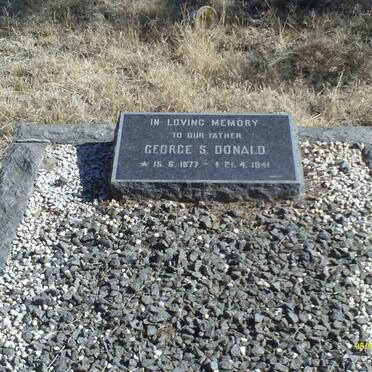 IN LOVING MEMORY
TO OUR FATHER
GEORGE S. DONALD
* 15. 6. 1877 - + 21. 4. 1941